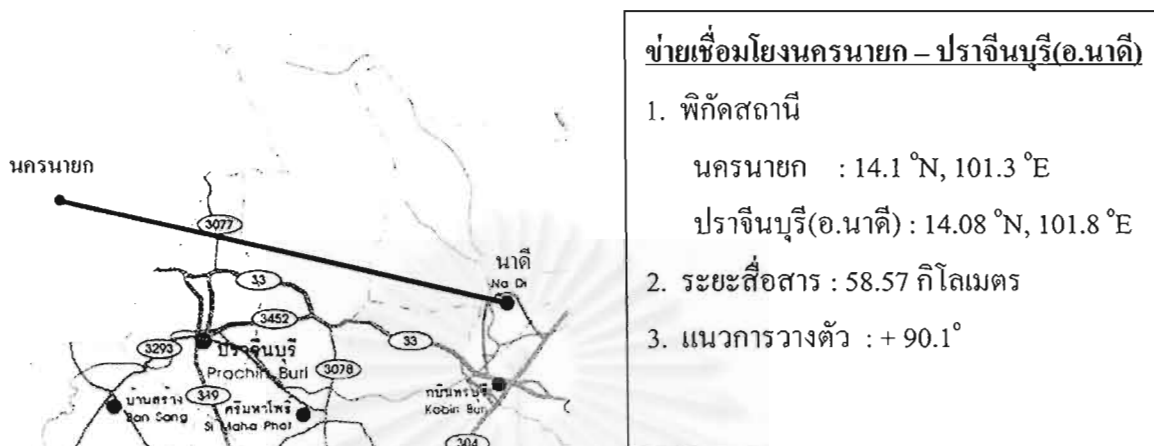 ข่ายเชื่อมโยงนครนายก – ปราจีนบุรี(อ.นาดี)
1. พิกัดสถานี
นครนายก : 14.1 °N, 101.3 °E
ปราจีนบุรี(อ.นาดี) : 14.08 °N, 101.8 °E
2. ระยะสื่อสาร : 58.57 กิโลเมตร
3. แนวการวางตัว : + 90.1°
นครนายก
3077
นาดี
Na Di
33
3452
33
3293
ปราจีนบุรี
Prachin Buri
3078
กบินทรบุรี
Kabin Buri
บ้านสร้าง
Ban Sang
319
ศรีมหาโพธิ
Si Maha Phot
304